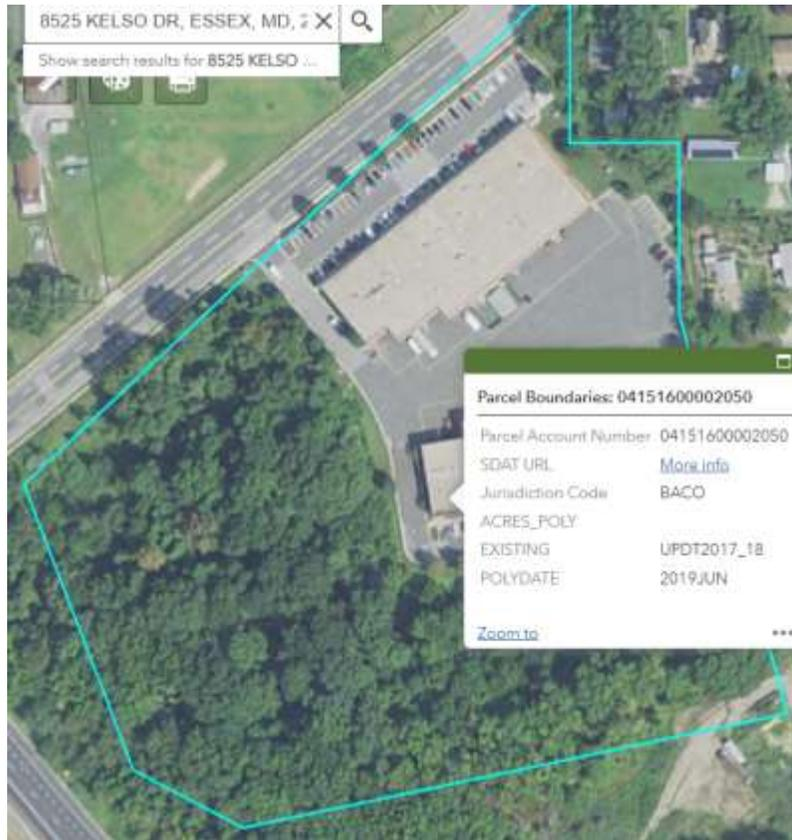 8525 KELSO DR, ESSEX, MD,
Show search results for 8525 KELSO ...
Parcel Boundaries: 04151600002050
Parcel Account Number 04151600002050
SDAT URL More info
Jurisdiction Code BACO
ACRES_POLY
EXISTING UPDT2017_18
POLYDATE 2019JUN
Zoom to